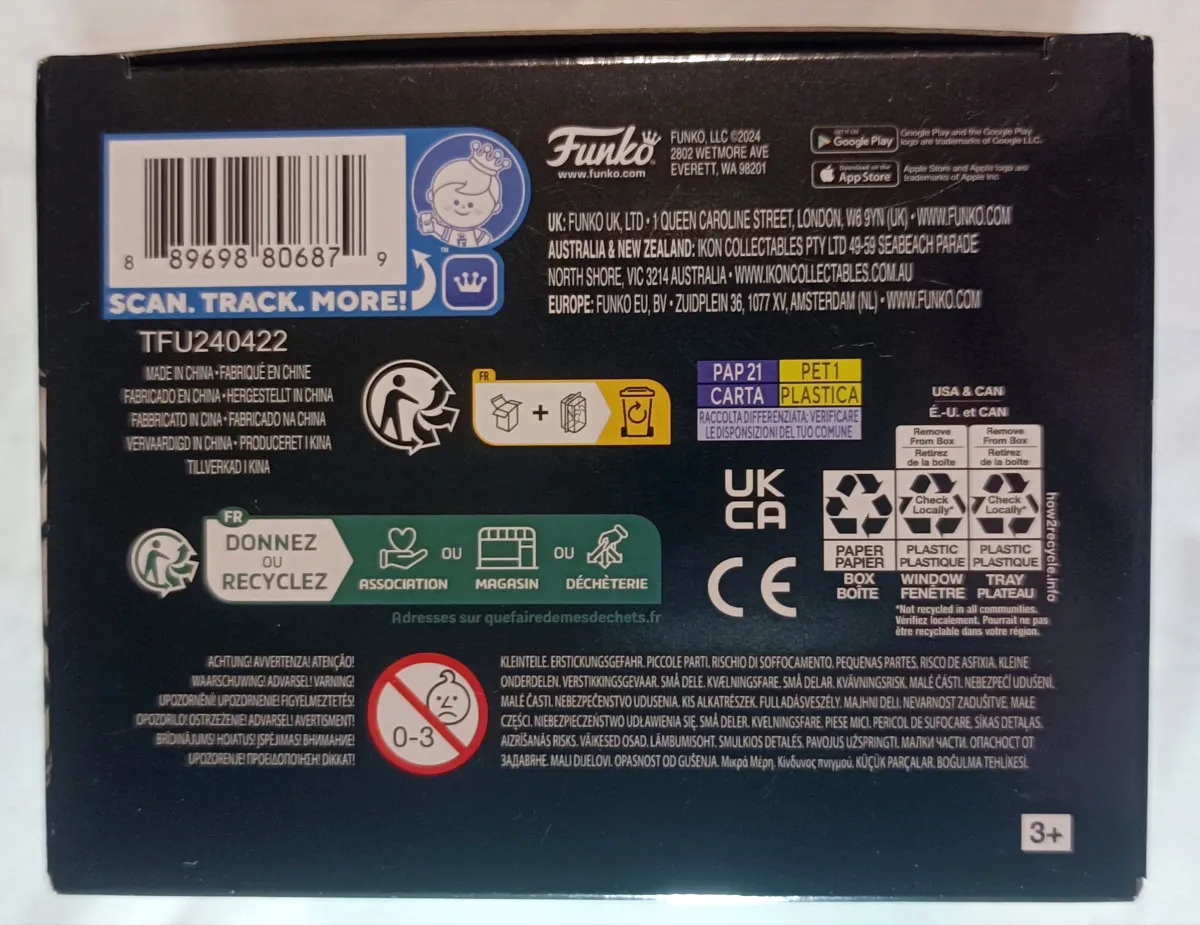 8 89698 80687 9
SCAN. TRACK. MORE!
™
Funko
www.funko.com
FUNKO, LLC ©2024
2802 WETMORE AVE
EVERETT, WA 98201
GET IT ON
Google Play
Google Play and the Google Play
logo are trademarks of Google LLC.
Download on the
App Store
Apple Store and Apple logo are
trademarks of Apple Inc
UK: FUNKO UK, LTD • 1 QUEEN CAROLINE STREET, LONDON, W6 9YN (UK) • WWW.FUNKO.COM
AUSTRALIA & NEW ZEALAND: IKON COLLECTABLES PTY LTD 49-59 SEABEACH PARADE
NORTH SHORE, VIC 3214 AUSTRALIA • WWW.IKONCOLLECTABLES.COM.AU
EUROPE: FUNKO EU, BV • ZUIDPLEIN 36, 1077 XV, AMSTERDAM (NL) • WWW.FUNKO.COM
TFU240422
MADE IN CHINA • FABRIQUÉ EN CHINE
FABRICADO EN CHINA • HERGESTELLT IN CHINA
FABBRICATO IN CINA • FABRICADO NA CHINA
VERVAARDIGD IN CHINA • PRODUCERET I KINA
TILLVERKAD I KINA
FR
+
PAP 21 PET 1
CARTA PLASTICA
RACCOLTA DIFFERENZIATA: VERIFICARE
LE DISPOSIZIONI DEL TUO COMUNE
USA & CAN
É.-U. et CAN
Remove
From Box
Retirez
de la boîte
Remove
From Box
Retirez
de la boîte
Check
Locally*
Check
Locally*
PAPER
PAPIER
PLASTIC
PLASTIQUE
PLASTIC
PLASTIQUE
BOX
BOÎTE
WINDOW
FENÊTRE
TRAY
PLATEAU
*Not recycled in all communities.
Vérifiez localement. Pourrait ne pas
être recyclable dans votre région.
how2recycle.info
UK
CA
CE
FR
DONNEZ
OU
RECYCLEZ
ASSOCIATION
OU
MAGASIN
OU
DÉCHÈTERIE
Adresses sur quefairedemesdechets.fr
ACHTUNG! AVVERTENZA! ATENÇÃO!
WAARSCHUWING! ADVARSEL! VARNING!
UPOZORNĚNÍ! UPOZORNENIE! FIGYELMEZTETÉS!
OPOZORILO! OSTRZEŻENIE! ADVARSEL! AVERTISMENT!
BRĪDINĀJUMS! HOIATUS! ĮSPĖJIMAS! ВНИМАНИЕ!
UPOZORENJE! ΠΡΟΕΙΔΟΠΟΙΗΣΗ! DİKKAT!
0-3
KLEINTEILE. ERSTICKUNGSGEFAHR. PICCOLE PARTI. RISCHIO DI SOFFOCAMENTO. PEQUENAS PARTES. RISCO DE ASFIXIA. KLEINE
ONDERDELEN. VERSTIKKINGSGEVAAR. SMÅ DELE. KVÆLNINGSFARE. SMÅ DELAR. KVÄVNINGSRISK. MALÉ ČÁSTI. NEBEZPEČÍ UDUŠENÍ.
MALÉ ČASTI. NEBEZPEČENSTVO UDUSENIA. KIS ALKATRÉSZEK. FULLADÁSVESZÉLY. MAJHNI DELI. NEVARNOST ZADUŠITVE. MAŁE
CZĘŚCI. NIEBEZPIECZEŃSTWO UDŁAWIENIA SIĘ. SMÅ DELER. KVELNINGSFARE. PIESE MICI. PERICOL DE SUFOCARE. SĪKAS DETAĻAS.
AIZRĪŠANĀS RISKS. VÄIKESED OSAD. LÄMBUMISOHT. SMULKIOS DETALĖS. PAVOJUS UŽSPRINGTI. МАЛКИ ЧАСТИ. ОПАСНОСТ ОТ
ЗАДАВЯНЕ. MALI DIJELOVI. OPASNOST OD GUŠENJA. Μικρά Μέρη. Κίνδυνος πνιγμού. KÜÇÜK PARÇALAR. BOĞULMA TEHLİKESİ.
3+